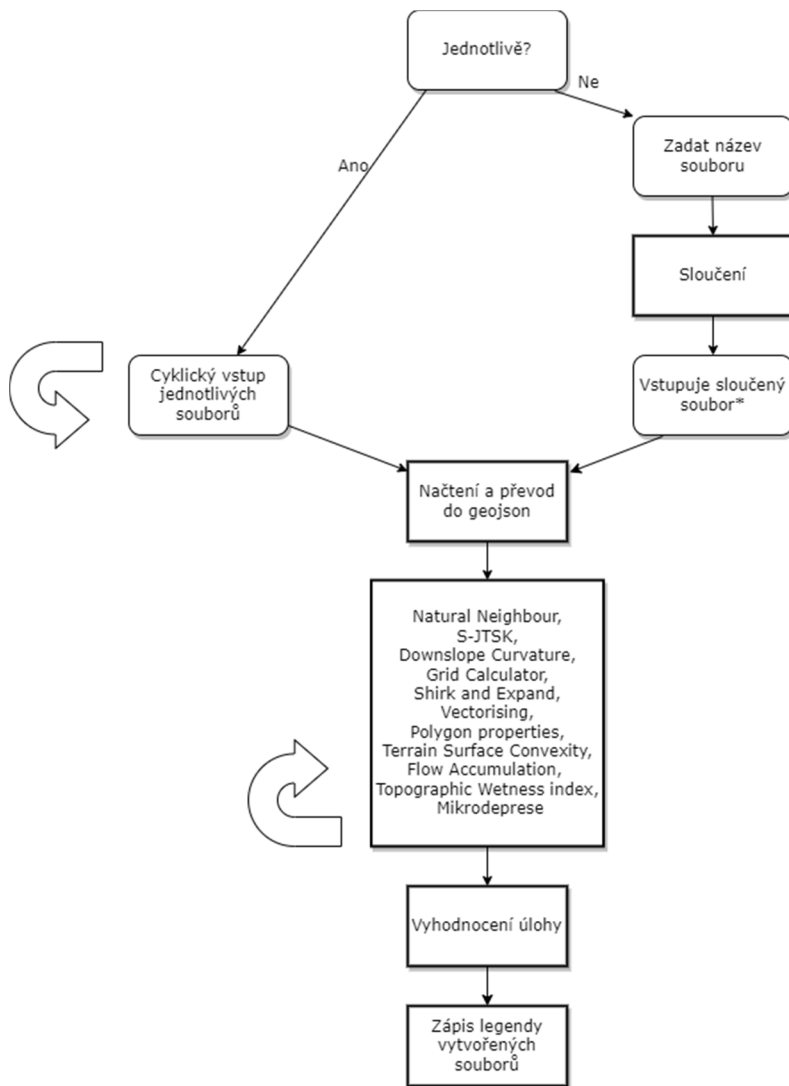 Jednotlivě?
Ne
Ano
Zadat název
souboru
Sloučení
Cyklický vstup
jednotlivých
souborů
Vstupuje sloučený
soubor*
Načtení a převod
do geojson
Natural Neighbour,
S-JTSK,
Downslope Curvature,
Grid Calculator,
Shirk and Expand,
Vectorising,
Polygon properties,
Terrain Surface Convexity,
Flow Accumulation,
Topographic Wetness index,
Mikrodeprese
Vyhodnocení úlohy
Zápis legendy
vytvořených
souborů